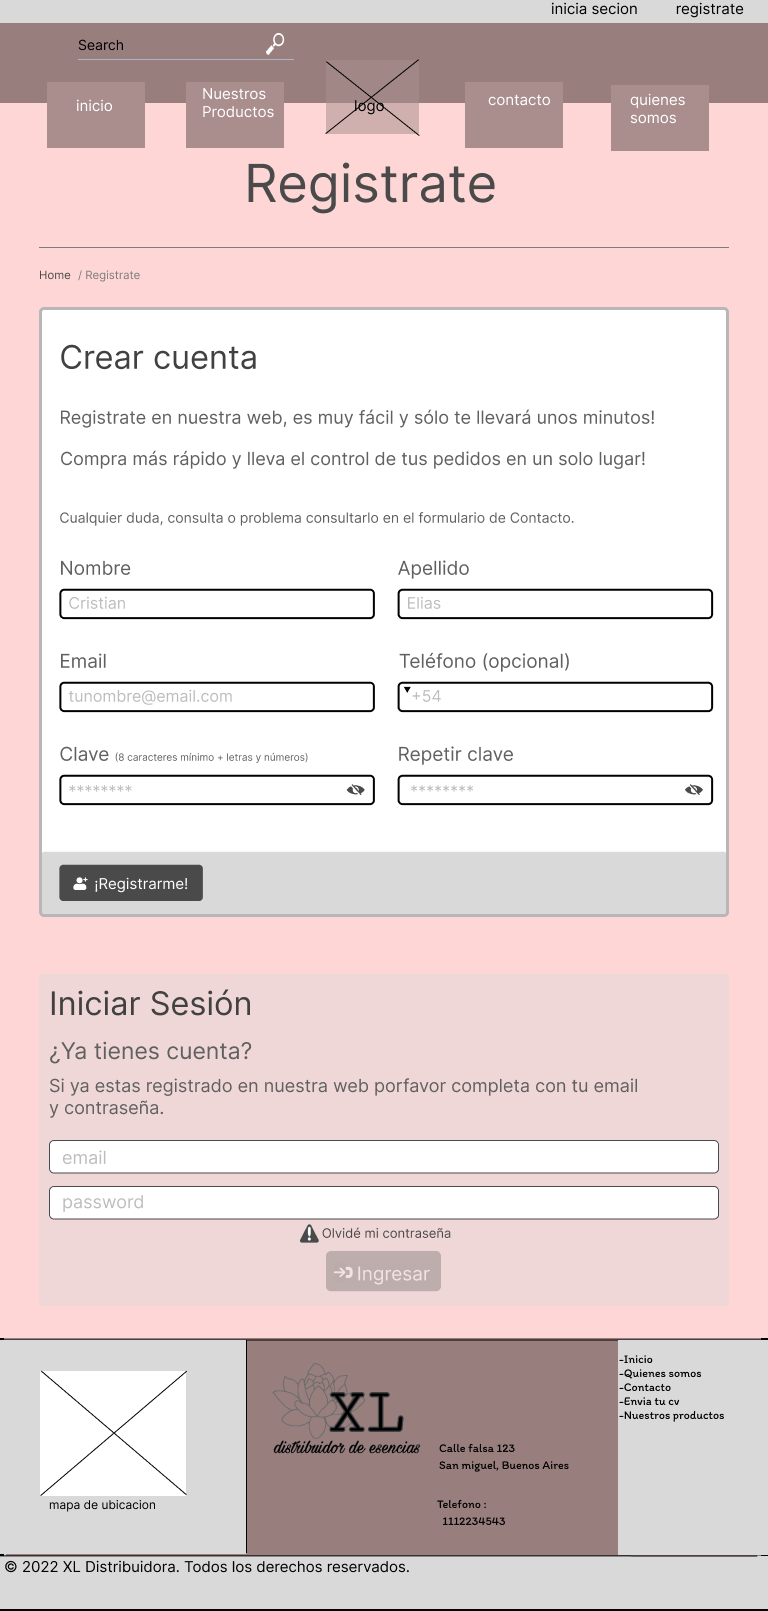 inicia secion
registrate
Search
inicio
Nuestros
Productos
logo
contacto
quienes
somos
Registrate
Home / Registrate
Crear cuenta
Registrate en nuestra web, es muy fácil y sólo te llevará unos minutos!
Compra más rápido y lleva el control de tus pedidos en un solo lugar!
Cualquier duda, consulta o problema consultarlo en el formulario de Contacto.
Nombre
Apellido
Cristian
Elias
Email
Teléfono (opcional)
tunombre@email.com
+54
Clave (8 caracteres mínimo + letras y números)
Repetir clave
********
********
¡Registrarme!
Iniciar Sesión
¿Ya tienes cuenta?
Si ya estas registrado en nuestra web porfavor completa con tu email
y contraseña.
email
password
Olvidé mi contraseña
Ingresar
mapa de ubicacion
XL
distribuidor de esencias
Calle falsa 123
San miguel, Buenos Aires
Telefono :
1112234543
-Inicio
-Quienes somos
-Contacto
-Envia tu cv
-Nuestros productos
© 2022 XL Distribuidora. Todos los derechos reservados.